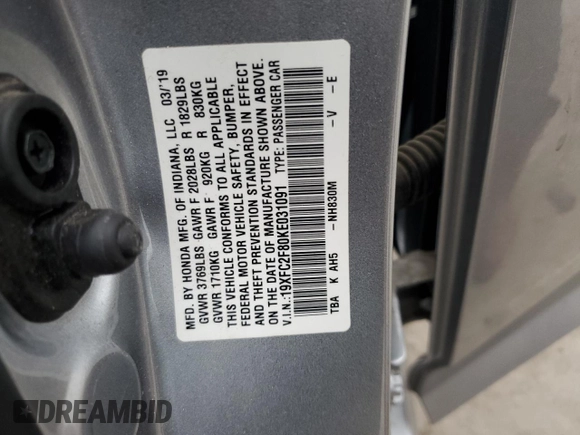 MFD. BY HONDA MFG. OF INDIANA, LLC 03/'19
GVWR 3769LBS GAWR F 2028LBS R 1829LBS
GVWR 1710KG GAWR F 920KG R 830KG
THIS VEHICLE CONFORMS TO ALL APPLICABLE
FEDERAL MOTOR VEHICLE SAFETY, BUMPER,
AND THEFT PREVENTION STANDARDS IN EFFECT
ON THE DATE OF MANUFACTURE SHOWN ABOVE.
V.I.N.:19XFC2F80KE031091 TYPE: PASSENGER CAR
TBA K AH5 -NH830M -V -E
DREAMBID